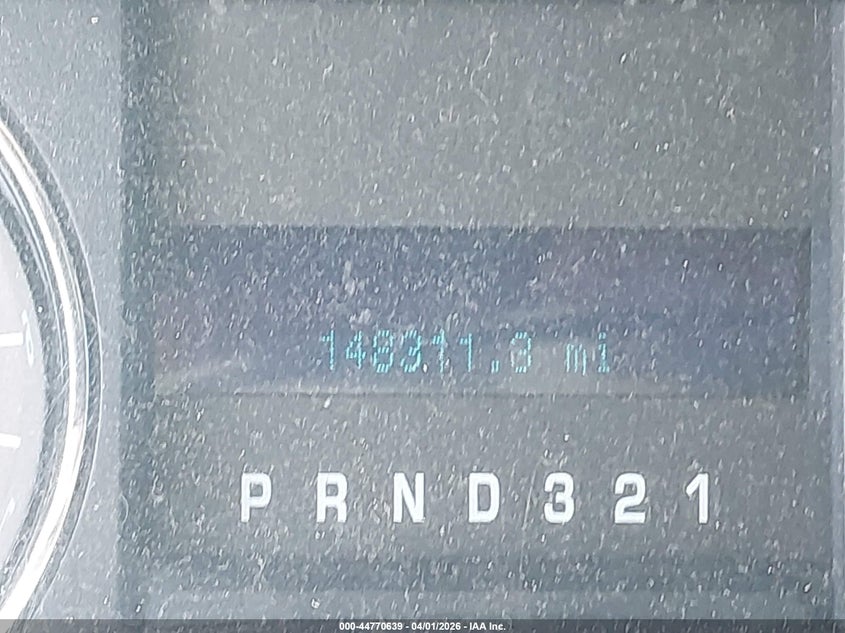 148311.3 mi
P R N D 3 2 1
000-44770639 - 04/01/2026 - IAA Inc.